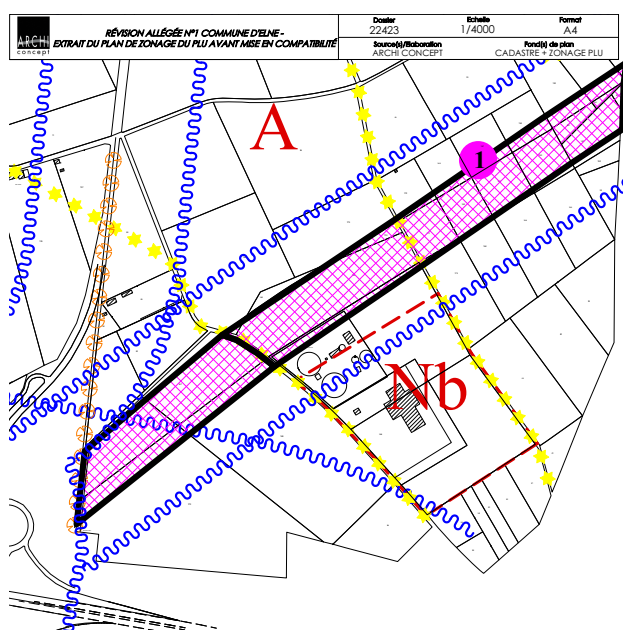 ARCHI
concept
RÉVISION ALLÉGÉE N°1 COMMUNE D'ELNE -
EXTRAIT DU PLAN DE ZONAGE DU PLU AVANT MISE EN COMPATIBILITÉ
Dossier
22423
Echelle
1/4000
Format
A4
Source(s)/Elaboration
ARCHI CONCEPT
Fond(s) de plan
CADASTRE + ZONAGE PLU
A
1
Nb